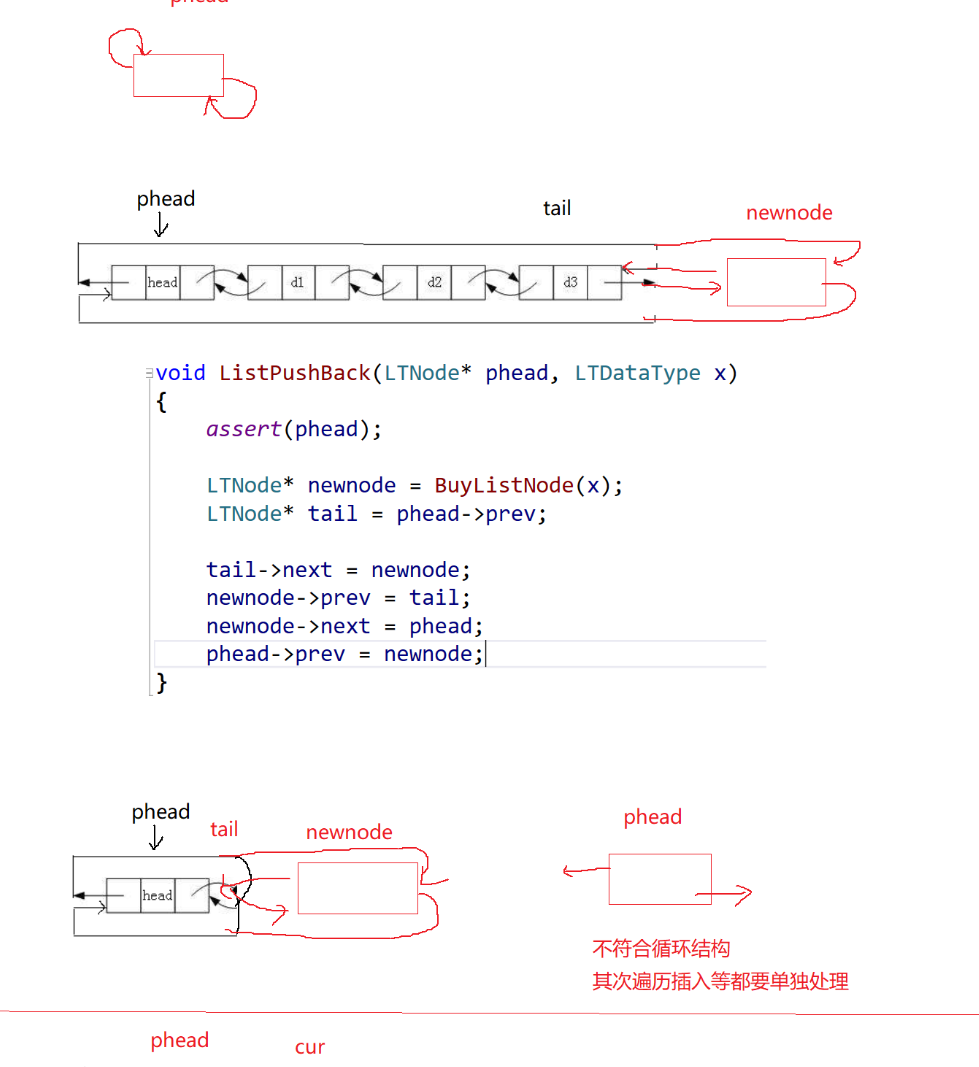 phead
phead
tail
newnode
head
d1
d2
d3
void ListPushBack(LTNode* phead, LTDataType x)
{
assert(phead);
LTNode* newnode = BuyListNode(x);
LTNode* tail = phead->prev;
tail->next = newnode;
newnode->prev = tail;
newnode->next = phead;
phead->prev = newnode;
}
phead
tail
newnode
head
phead
不符合循环结构
其次遍历插入等都要单独处理
phead
cur